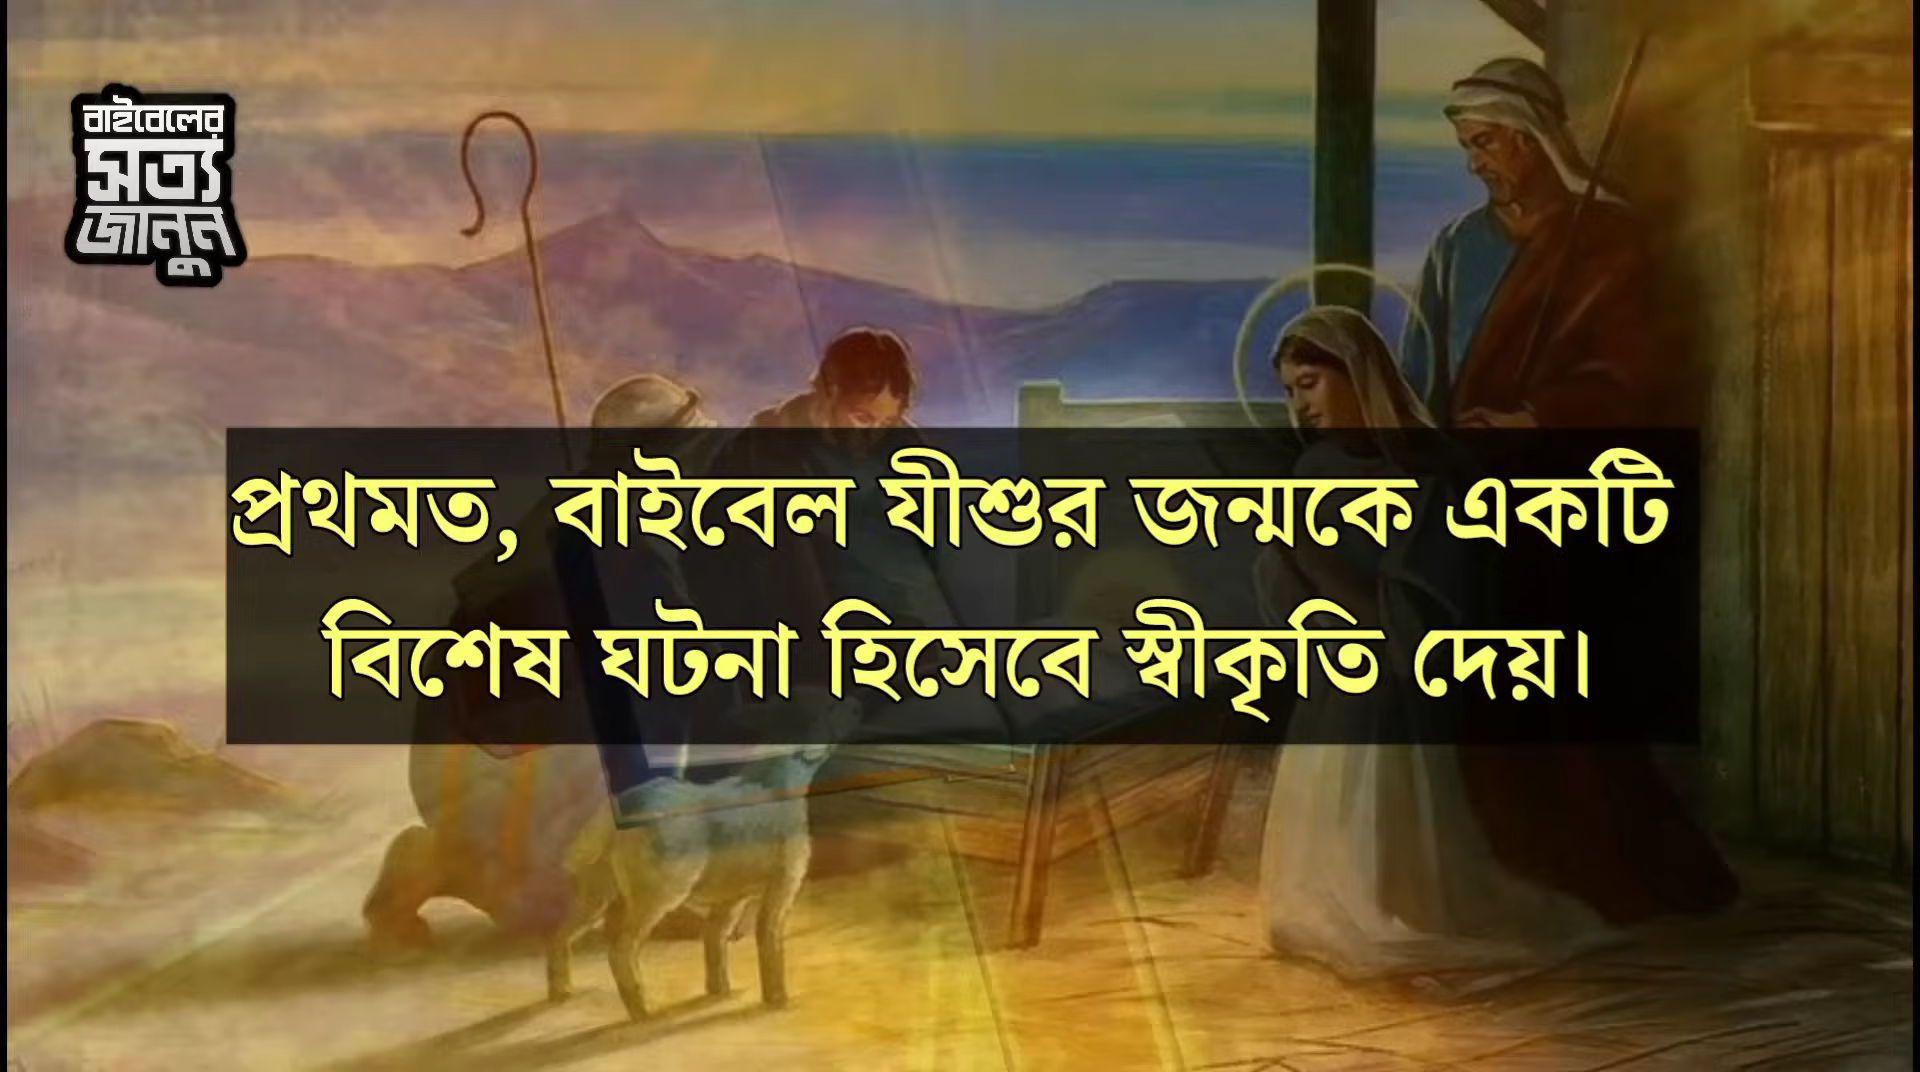 বাইবেলের
সত্য
জানুন
প্রথমত, বাইবেল যীশুর জন্মকে একটি
বিশেষ ঘটনা হিসেবে স্বীকৃতি দেয়।